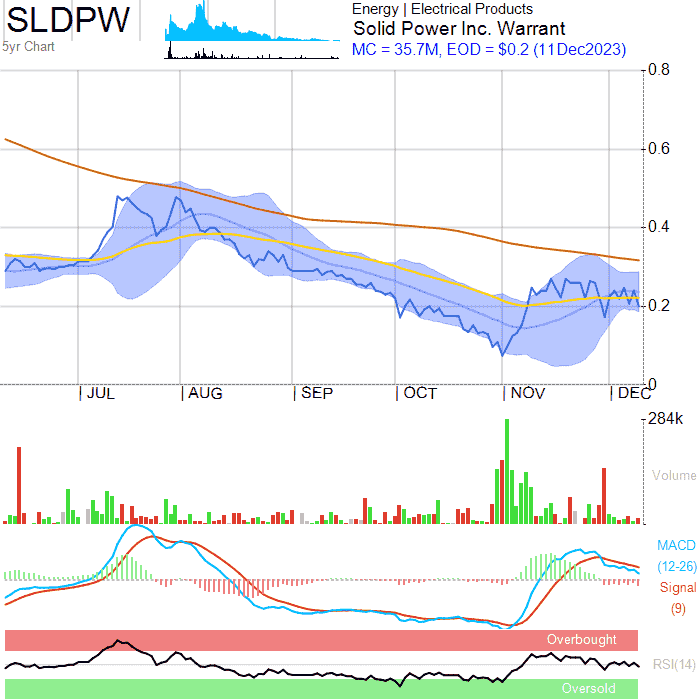 SLDPW
5yr Chart
Energy | Electrical Products
Solid Power Inc. Warrant
MC = 35.7M, EOD = $0.2 (11Dec2023)
0.8
0.6
0.4
0.2
0
JUL AUG SEP OCT NOV DEC
284k
Volume
MACD
(12-26)
Signal
(9)
Overbought
RSI(14)
Oversold